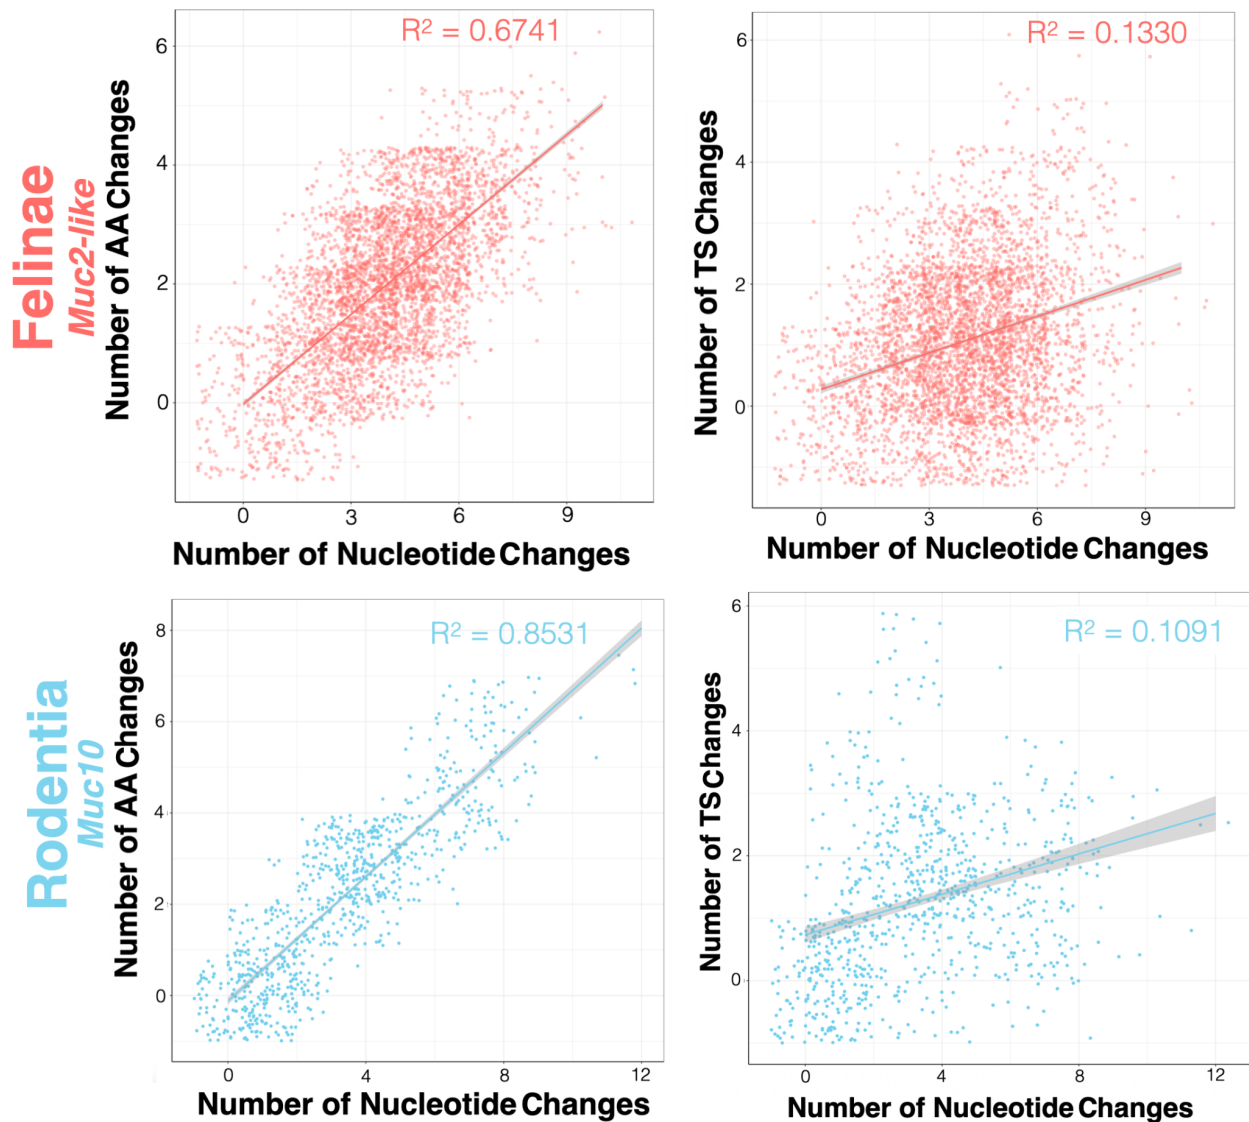 Felinae
Muc2-like
Number of AA Changes
R² = 0.6741
6
4
2
0
0 3 6 9
Number of Nucleotide Changes
Number of TS Changes
R² = 0.1330
6
4
2
0
0 3 6 9
Number of Nucleotide Changes
Rodentia
Muc10
Number of AA Changes
R² = 0.8531
8
6
4
2
0
0 4 8 12
Number of Nucleotide Changes
Number of TS Changes
R² = 0.1091
6
4
2
0
0 4 8 12
Number of Nucleotide Changes